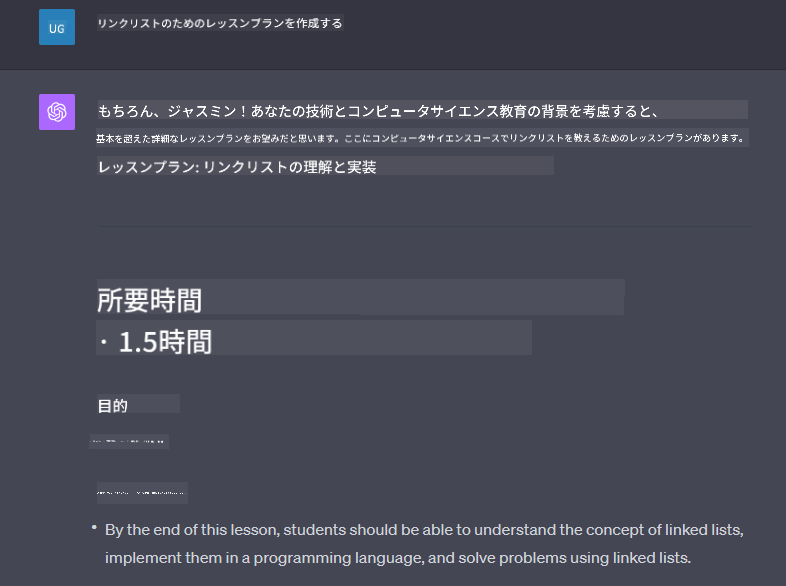 UG
リンクリストのためのレッスンプランを作成する
もちろん、ジャスミン！あなたの技術とコンピュータサイエンス教育の背景を考慮すると、
基本を超えた詳細なレッスンプランをお望みだと思います。ここにコンピュータサイエンスコースでリンクリストを教えるためのレッスンプランがあります。
レッスンプラン: リンクリストの理解と実装
所要時間
· 1.5時間
目的
• By the end of this lesson, students should be able to understand the concept of linked lists,
implement them in a programming language, and solve problems using linked lists.